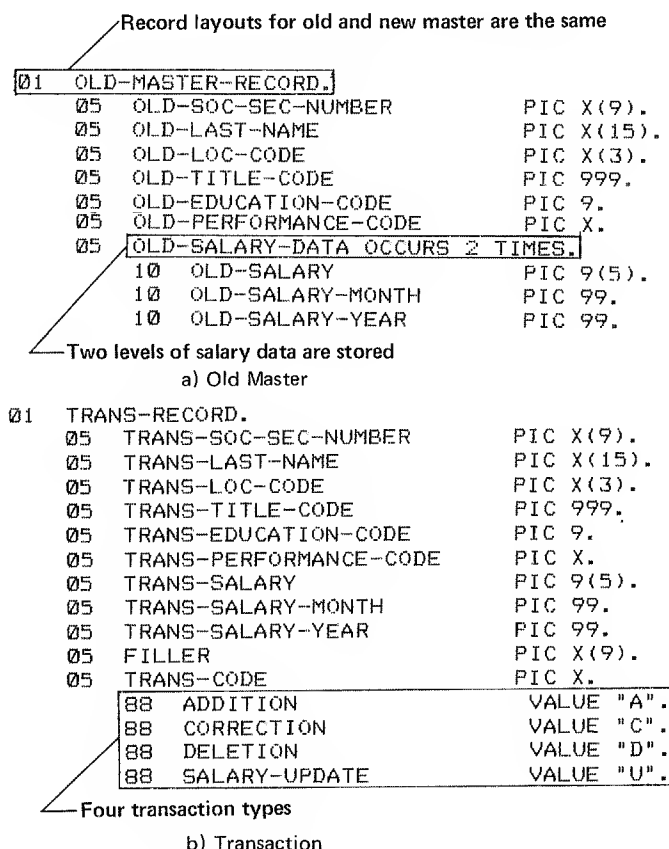 Record layouts for old and new master are the same
01 OLD-MASTER-RECORD.
05 OLD-SOC-SEC-NUMBER PIC X(9).
05 OLD-LAST-NAME PIC X(15).
05 OLD-LOC-CODE PIC X(3).
05 OLD-TITLE-CODE PIC 999.
05 OLD-EDUCATION-CODE PIC 9.
05 OLD-PERFORMANCE-CODE PIC X.
05 OLD-SALARY-DATA OCCURS 2 TIMES.
10 OLD-SALARY PIC 9(5).
10 OLD-SALARY-MONTH PIC 99.
10 OLD-SALARY-YEAR PIC 99.
Two levels of salary data are stored
a) Old Master
01 TRANS-RECORD.
05 TRANS-SOC-SEC-NUMBER PIC X(9).
05 TRANS-LAST-NAME PIC X(15).
05 TRANS-LOC-CODE PIC X(3).
05 TRANS-TITLE-CODE PIC 999.
05 TRANS-EDUCATION-CODE PIC 9.
05 TRANS-PERFORMANCE-CODE PIC X.
05 TRANS-SALARY PIC 9(5).
05 TRANS-SALARY-MONTH PIC 99.
05 TRANS-SALARY-YEAR PIC 99.
05 FILLER PIC X(9).
05 TRANS-CODE PIC X.
88 ADDITION VALUE "A".
88 CORRECTION VALUE "C".
88 DELETION VALUE "D".
88 SALARY-UPDATE VALUE "U".
Four transaction types
b) Transaction